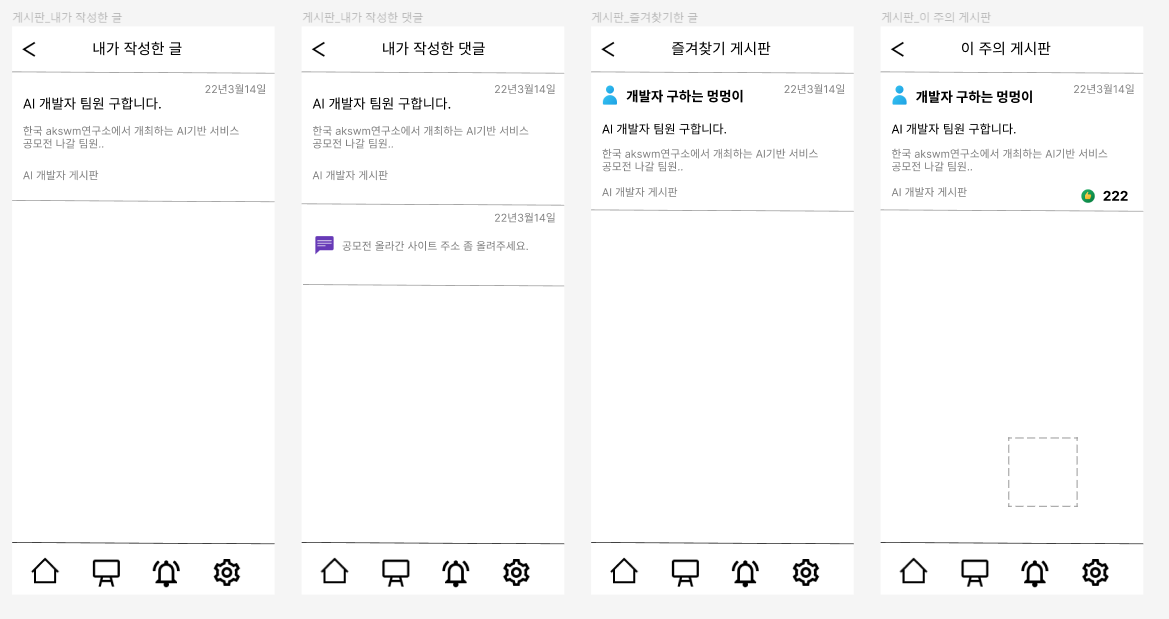 게시판_내가 작성한 글
내가 작성한 글
22년3월14일
AI 개발자 팀원 구합니다.
한국 akswm연구소에서 개최하는 AI기반 서비스
공모전 나갈 팀원..
AI 개발자 게시판
게시판_내가 작성한 댓글
내가 작성한 댓글
22년3월14일
AI 개발자 팀원 구합니다.
한국 akswm연구소에서 개최하는 AI기반 서비스
공모전 나갈 팀원..
AI 개발자 게시판
22년3월14일
공모전 올라간 사이트 주소 좀 올려주세요.
게시판_즐겨찾기한 글
즐겨찾기 게시판
22년3월14일
개발자 구하는 멍멍이
AI 개발자 팀원 구합니다.
한국 akswm연구소에서 개최하는 AI기반 서비스
공모전 나갈 팀원..
AI 개발자 게시판
게시판_이 주의 게시판
이 주의 게시판
22년3월14일
개발자 구하는 멍멍이
AI 개발자 팀원 구합니다.
한국 akswm연구소에서 개최하는 AI기반 서비스
공모전 나갈 팀원..
AI 개발자 게시판
222